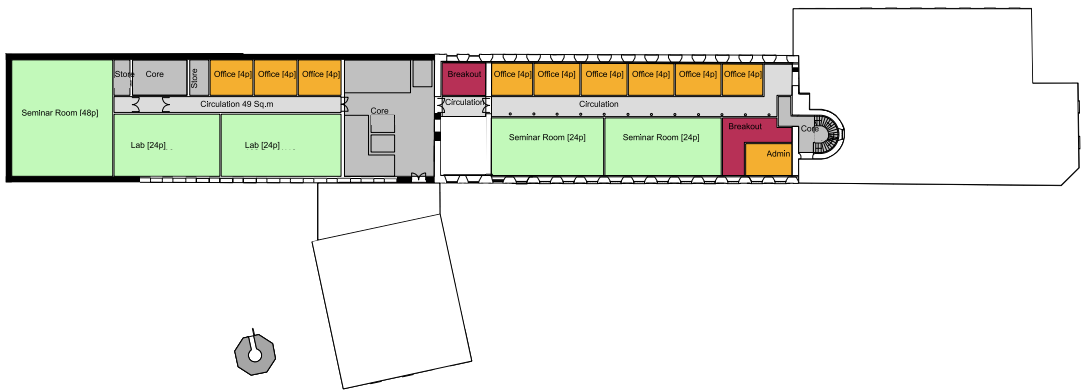 Store
Core
Store
Office [4p]
Office [4p]
Office [4p]
Breakout
Office [4p]
Office [4p]
Office [4p]
Office [4p]
Office [4p]
Office [4p]
Seminar Room [48p]
Circulation 49 Sq.m
Core
Circulation
Circulation
Lab [24p]
Lab [24p]
Seminar Room [24p]
Seminar Room [24p]
Breakout
Core
Admin